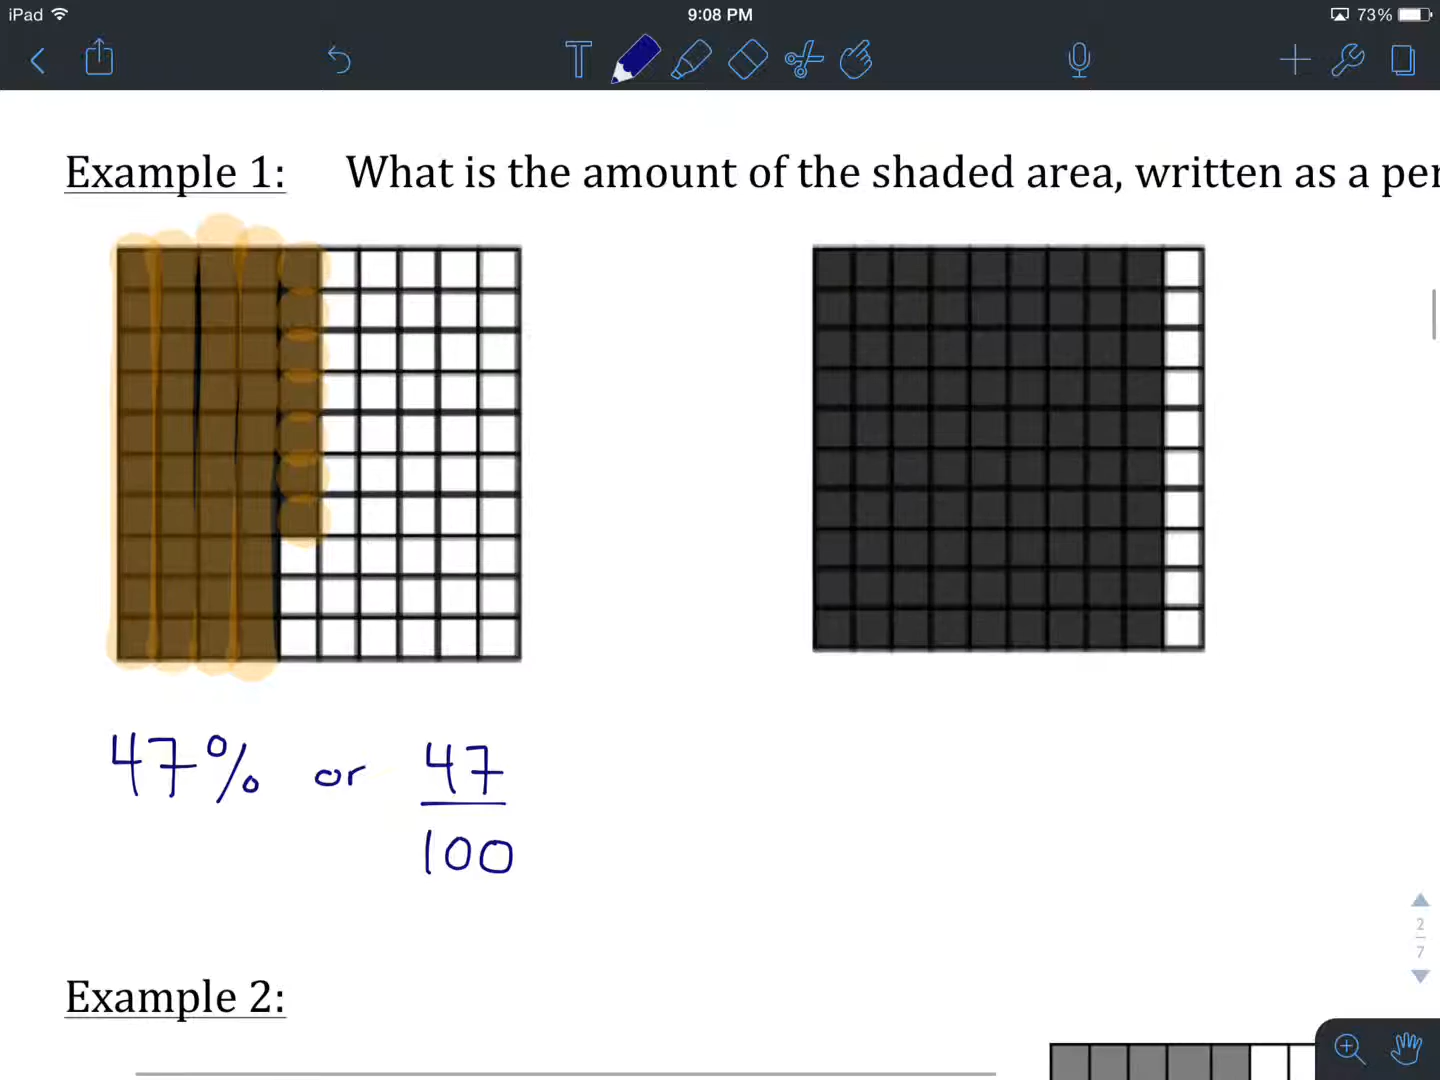 iPad 9:08 PM 73%
T
Example 1: What is the amount of the shaded area, written as a per
47% or 47/100
2/7
Example 2: